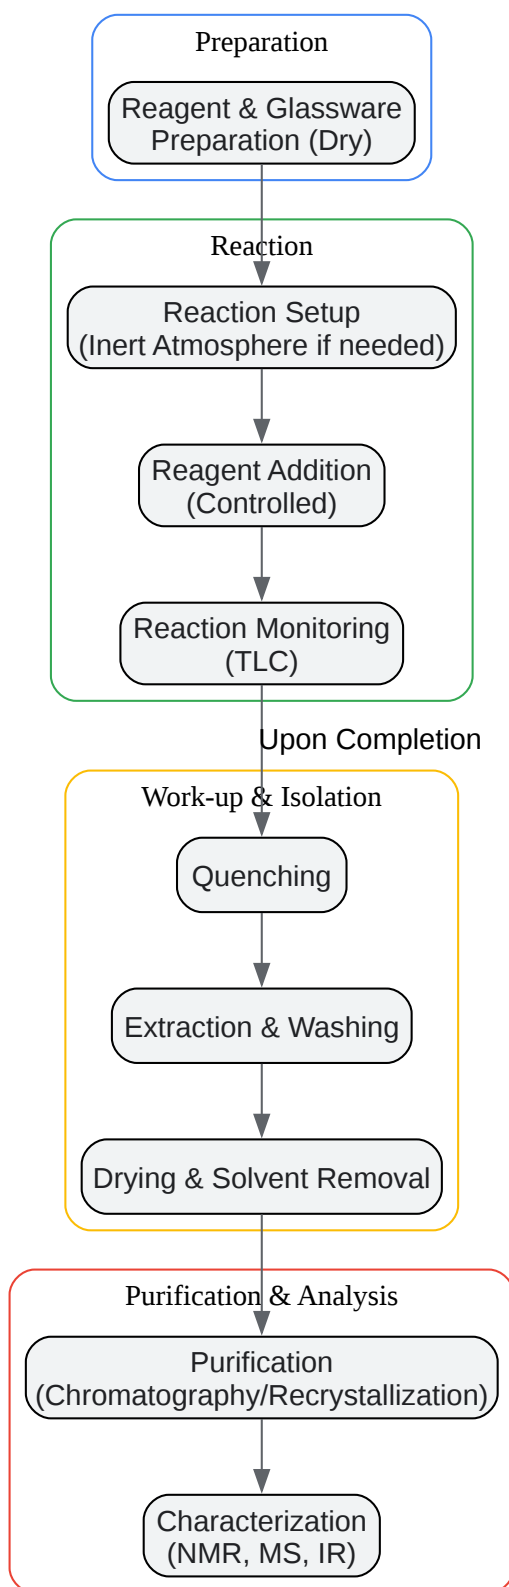 Preparation
Reagent & Glassware
Preparation (Dry)
Reaction
Reaction Setup
(Inert Atmosphere if needed)
Reagent Addition
(Controlled)
Reaction Monitoring
(TLC)
Upon Completion
Work-up & Isolation
Quenching
Extraction & Washing
Drying & Solvent Removal
Purification & Analysis
Purification
(Chromatography/Recrystallization)
Characterization
(NMR, MS, IR)